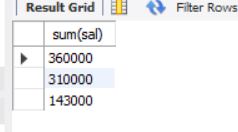 Result Grid Filter Rows
sum(sal)
360000
310000
143000